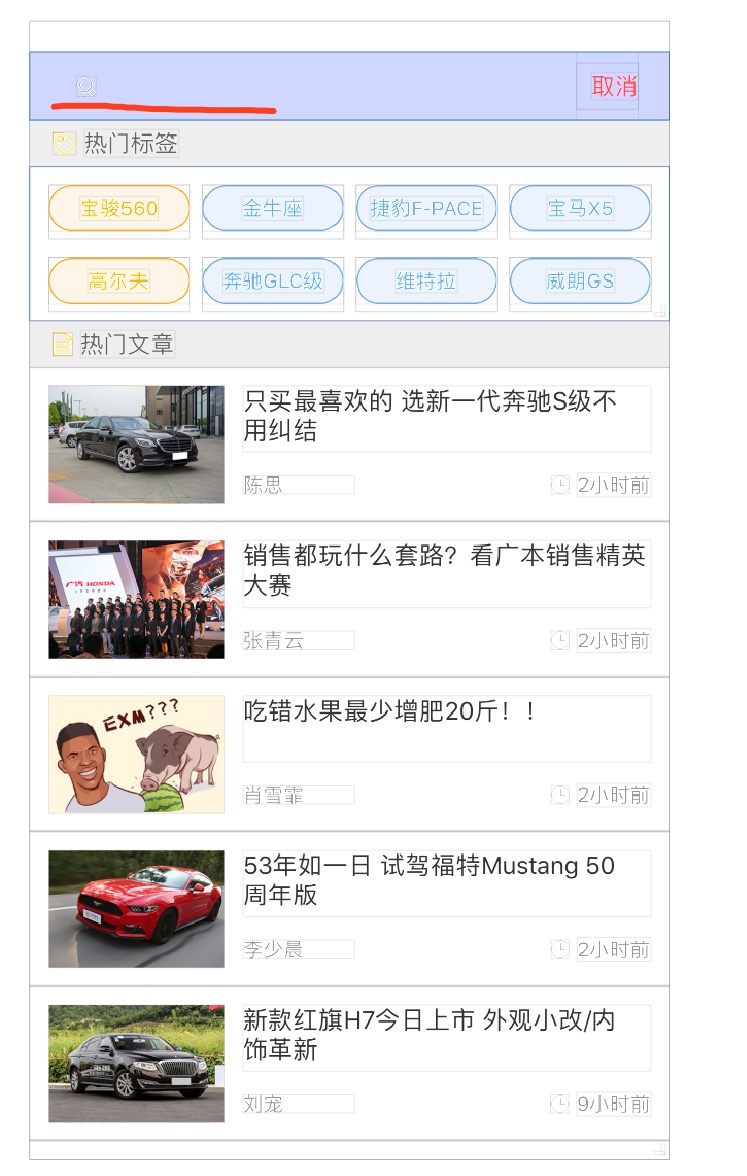 取消
热门标签
宝骏560
金牛座
捷豹F-PACE
宝马X5
高尔夫
奔驰GLC级
维特拉
威朗GS
热门文章
只买最喜欢的 选新一代奔驰S级不
用纠结
陈思
2小时前
广汽 HONDA
销售都玩什么套路？看广本销售精英
大赛
张青云
2小时前
EXM???
吃错水果最少增肥20斤！！
肖雪霏
2小时前
53年如一日 试驾福特Mustang 50
周年版
李少晨
2小时前
新款红旗H7今日上市 外观小改/内
饰革新
刘宠
9小时前